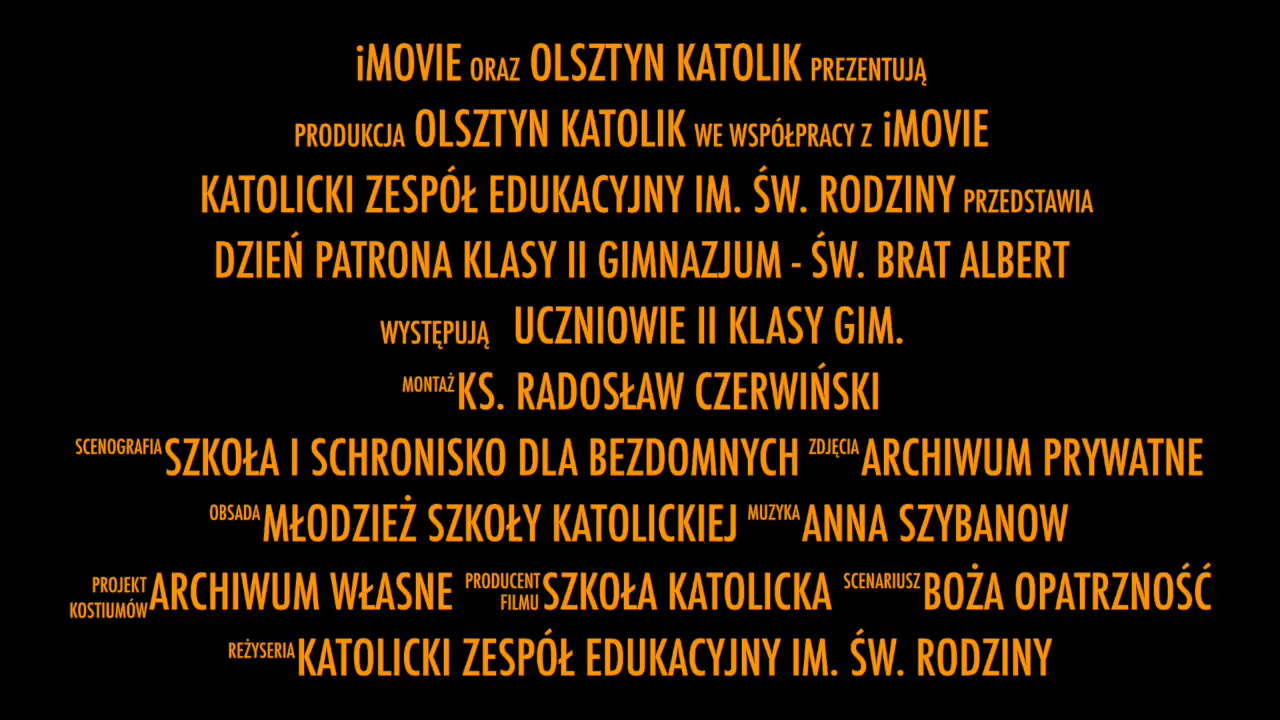 iMOVIE ORAZ OLSZTYN KATOLIK PREZENTUJĄ
PRODUKCJA OLSZTYN KATOLIK WE WSPÓŁPRACY Z iMOVIE
KATOLICKI ZESPÓŁ EDUKACYJNY IM. ŚW. RODZINY PRZEDSTAWIA
DZIEŃ PATRONA KLASY II GIMNAZJUM - ŚW. BRAT ALBERT
WYSTĘPUJĄ UCZNIOWIE II KLASY GIM.
MONTAŻ KS. RADOSŁAW CZERWIŃSKI
SCENOGRAFIA SZKOŁA I SCHRONISKO DLA BEZDOMNYCH ZDJĘCIA ARCHIWUM PRYWATNE
OBSADA MŁODZIEŻ SZKOŁY KATOLICKIEJ MUZYKA ANNA SZYBANOW
PROJEKT KOSTIUMÓW ARCHIWUM WŁASNE PRODUCENT FILMU SZKOŁA KATOLICKA SCENARIUSZ BOŻA OPATRZNOŚĆ
REŻYSERIA KATOLICKI ZESPÓŁ EDUKACYJNY IM. ŚW. RODZINY